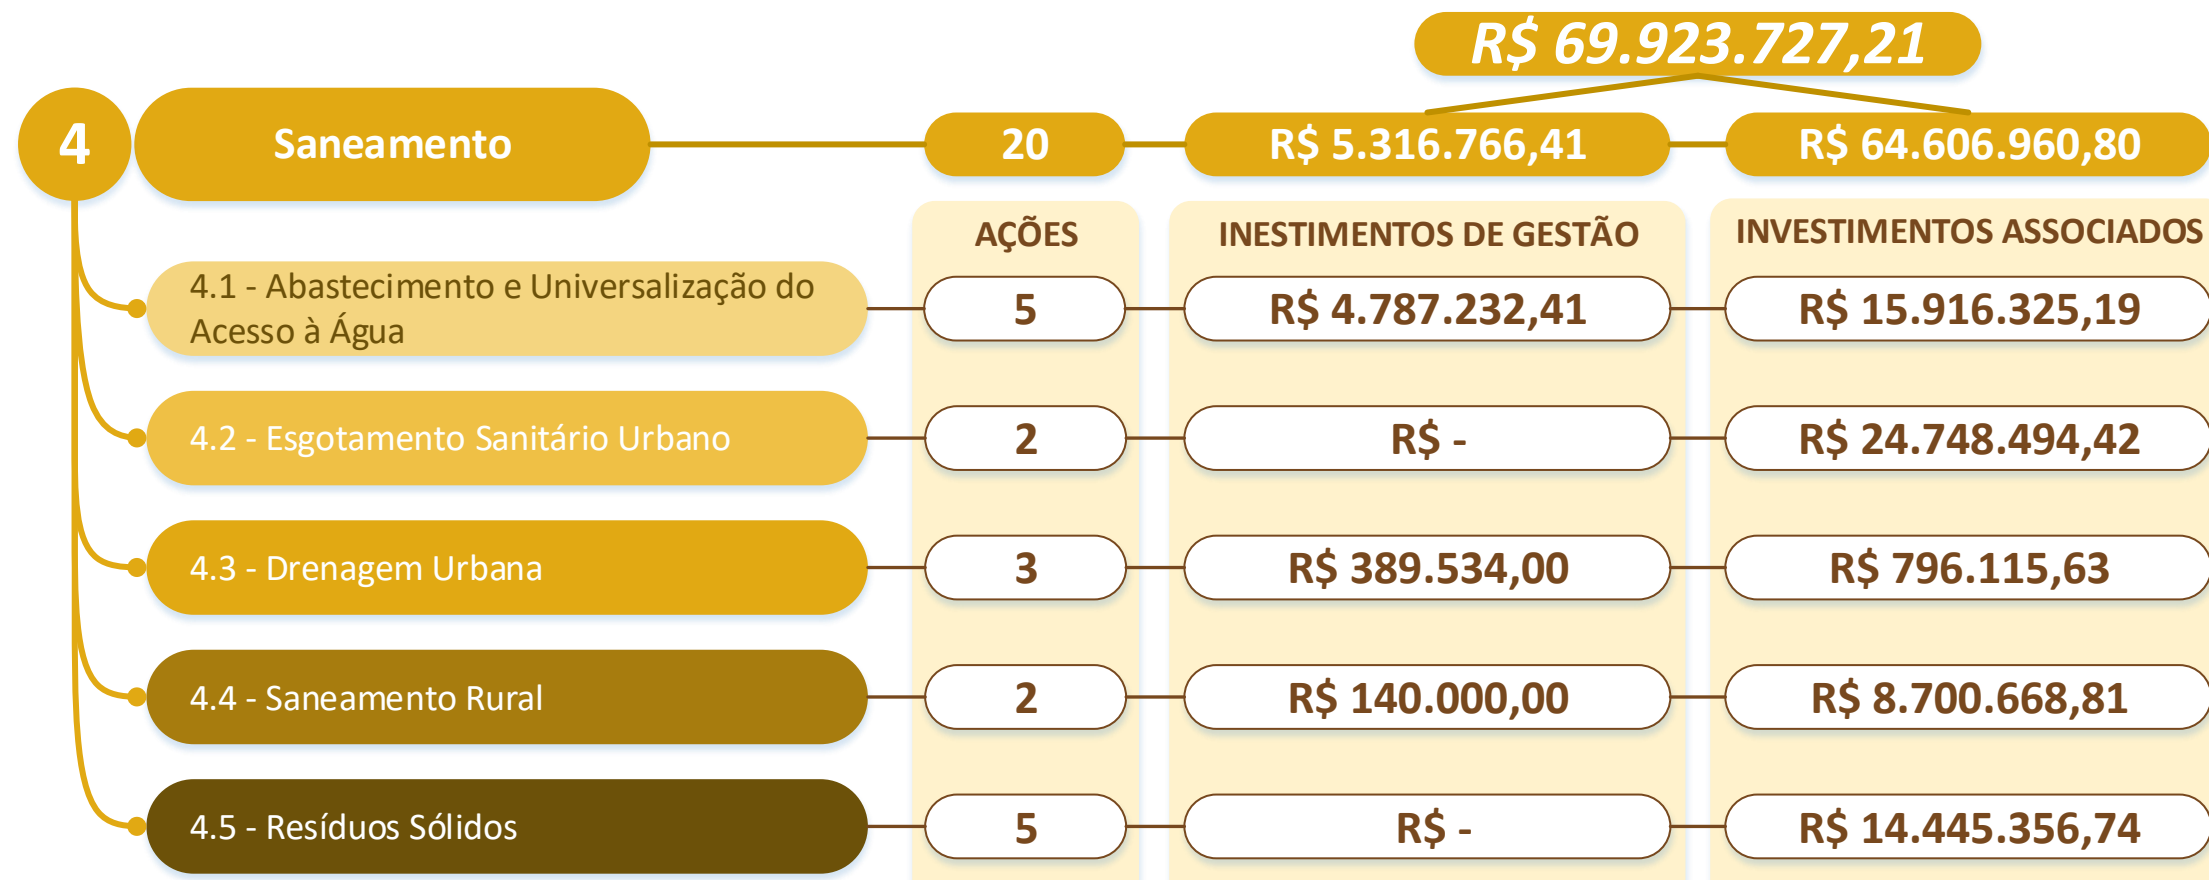 R$ 69.923.727,21
4
Saneamento
20
R$ 5.316.766,41
R$ 64.606.960,80
AÇÕES
INESTIMENTOS DE GESTÃO
INVESTIMENTOS ASSOCIADOS
4.1 - Abastecimento e Universalização do
Acesso à Água
5
R$ 4.787.232,41
R$ 15.916.325,19
4.2 - Esgotamento Sanitário Urbano
2
R$ -
R$ 24.748.494,42
4.3 - Drenagem Urbana
3
R$ 389.534,00
R$ 796.115,63
4.4 - Saneamento Rural
2
R$ 140.000,00
R$ 8.700.668,81
4.5 - Resíduos Sólidos
5
R$ -
R$ 14.445.356,74